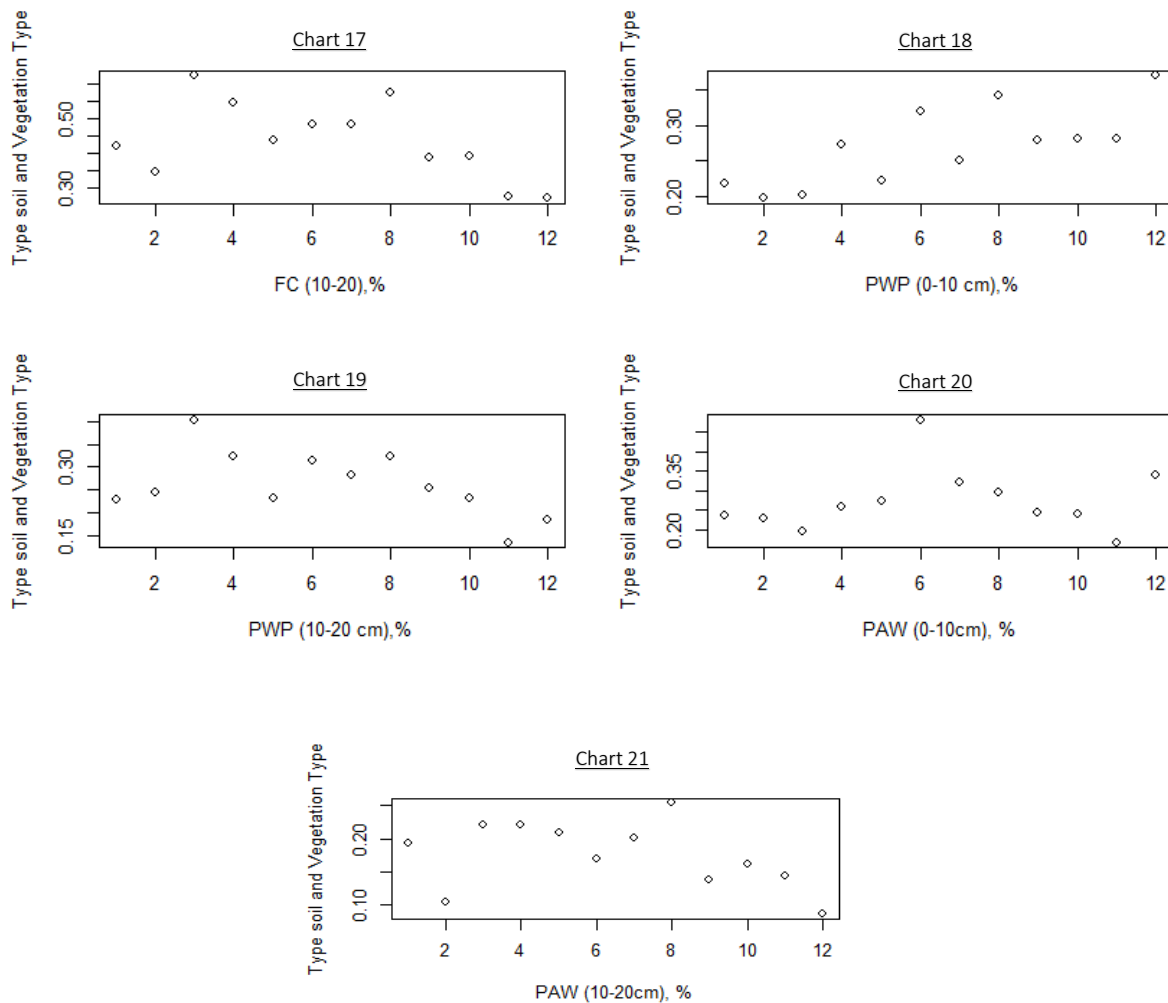 Chart 17
Type soil and Vegetation Type
0.50
0.30
2 4 6 8 10 12
FC (10-20),%
Chart 18
Type soil and Vegetation Type
0.30
0.20
2 4 6 8 10 12
PWP (0-10 cm),%
Chart 19
Type soil and Vegetation Type
0.30
0.15
2 4 6 8 10 12
PWP (10-20 cm),%
Chart 20
Type soil and Vegetation Type
0.35
0.20
2 4 6 8 10 12
PAW (0-10cm), %
Chart 21
Type soil and Vegetation Type
0.20
0.10
2 4 6 8 10 12
PAW (10-20cm), %